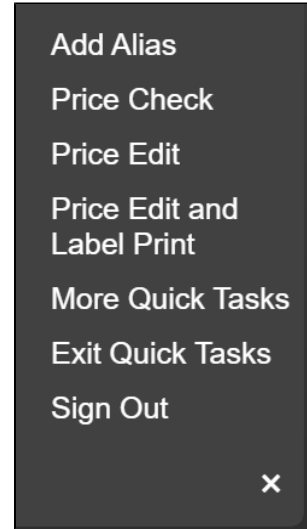 Add Alias
Price Check
Price Edit
Price Edit and
Label Print
More Quick Tasks
Exit Quick Tasks
Sign Out
×